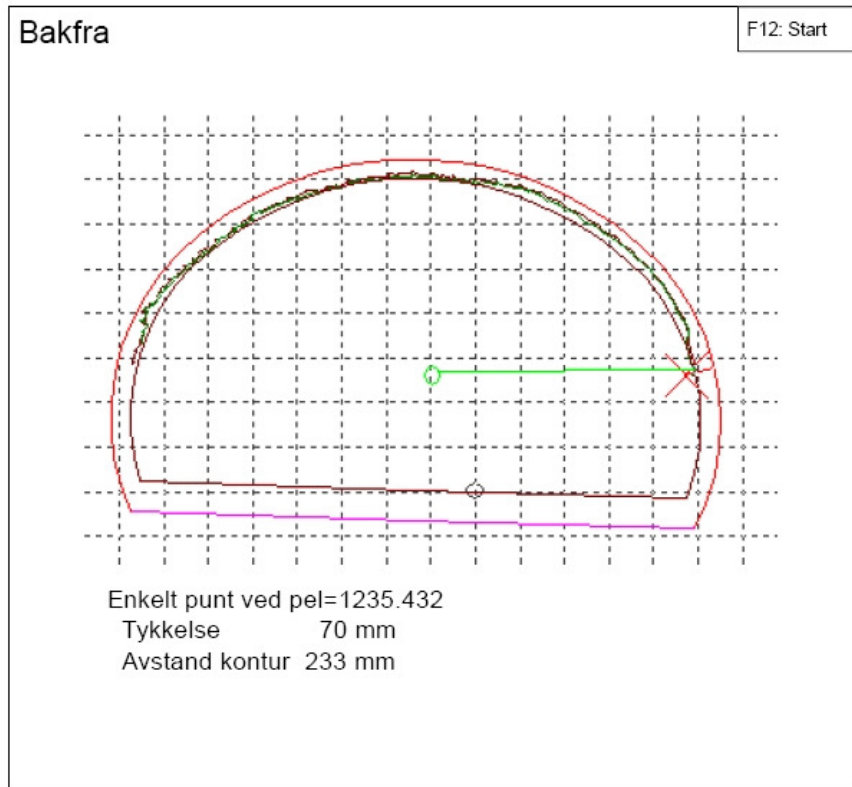 Bakfra
F12: Start
Enkelt punt ved pel=1235.432
Tykkelse 70 mm
Avstand kontur 233 mm